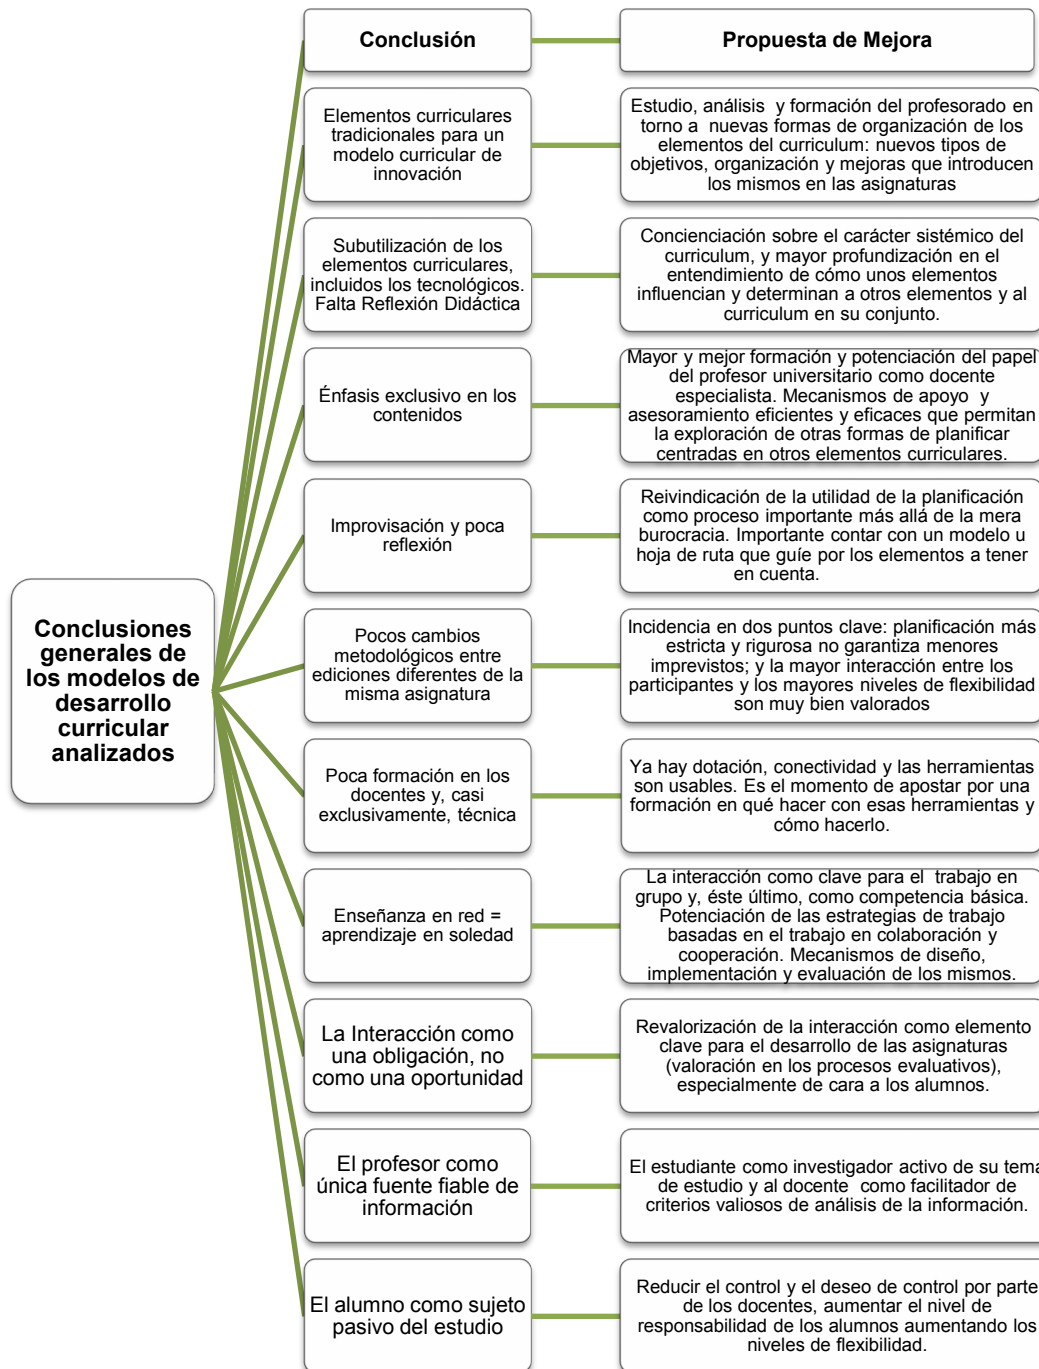 Conclusión
Propuesta de Mejora
Elementos curriculares
tradicionales para un
modelo curricular de
innovación
Estudio, análisis y formación del profesorado en
torno a nuevas formas de organización de los
elementos del curriculum: nuevos tipos de
objetivos, organización y mejoras que introducen
los mismos en las asignaturas
Subutilización de los
elementos curriculares,
incluidos los tecnológicos.
Falta Reflexión Didáctica
Concienciación sobre el carácter sistémico del
curriculum, y mayor profundización en el
entendimiento de cómo unos elementos
influencian y determinan a otros elementos y al
curriculum en su conjunto.
Énfasis exclusivo en los
contenidos
Mayor y mejor formación y potenciación del papel
del profesor universitario como docente
especialista. Mecanismos de apoyo y
asesoramiento eficientes y eficaces que permitan
la exploración de otras formas de planificar
centradas en otros elementos curriculares.
Improvisación y poca
reflexión
Reivindicación de la utilidad de la planificación
como proceso importante más allá de la mera
burocracia. Importante contar con un modelo u
hoja de ruta que guíe por los elementos a tener
en cuenta.
Conclusiones
generales de
los modelos de
desarrollo
curricular
analizados
Pocos cambios
metodológicos entre
ediciones diferentes de la
misma asignatura
Incidencia en dos puntos clave: planificación más
estricta y rigurosa no garantiza menores
imprevistos; y la mayor interacción entre los
participantes y los mayores niveles de flexibilidad
son muy bien valorados
Poca formación en los
docentes y, casi
exclusivamente, técnica
Ya hay dotación, conectividad y las herramientas
son usables. Es el momento de apostar por una
formación en qué hacer con esas herramientas y
cómo hacerlo.
Enseñanza en red =
aprendizaje en soledad
La interacción como clave para el trabajo en
grupo y, éste último, como competencia básica.
Potenciación de las estrategias de trabajo
basadas en el trabajo en colaboración y
cooperación. Mecanismos de diseño,
implementación y evaluación de los mismos.
La Interacción como
una obligación, no
como una oportunidad
Revalorización de la interacción como elemento
clave para el desarrollo de las asignaturas
(valoración en los procesos evaluativos),
especialmente de cara a los alumnos.
El profesor como
única fuente fiable de
información
El estudiante como investigador activo de su tema
de estudio y al docente como facilitador de
criterios valiosos de análisis de la información.
El alumno como sujeto
pasivo del estudio
Reducir el control y el deseo de control por parte
de los docentes, aumentar el nivel de
responsabilidad de los alumnos aumentando los
niveles de flexibilidad.